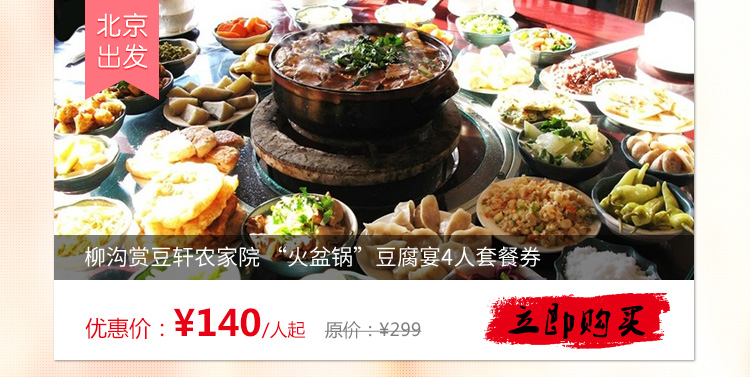 北京
出发
柳沟赏豆轩农家院 “火盆锅”豆腐宴4人套餐券
优惠价：¥140/人起 原价：¥299
立即购买